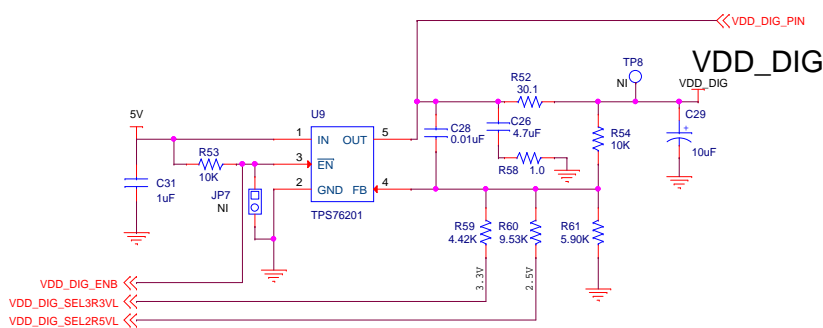 VDD_DIG_PIN
TP8
VDD_DIG
NI
VDD_DIG
R52
30.1
U9
5V
1 IN OUT 5
C28
0.01uF
C26
4.7uF
R54
10K
C29
10uF
R53
10K
3 EN
R58 1.0
C31
1uF
JP7
NI
2 GND FB 4
TPS76201
R59
4.42K
R60
9.53K
R61
5.90K
3.3V
2.5V
VDD_DIG_ENB
VDD_DIG_SEL3R3VL
VDD_DIG_SEL2R5VL